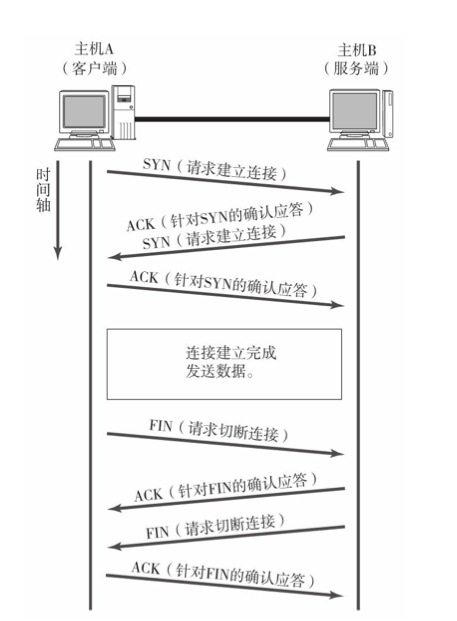 主机A
（客户端）
主机B
（服务端）
时间轴
SYN（请求建立连接）
ACK（针对SYN的确认应答）
SYN（请求建立连接）
ACK（针对SYN的确认应答）
连接建立完成
发送数据。
FIN（请求切断连接）
ACK（针对FIN的确认应答）
FIN（请求切断连接）
ACK（针对FIN的确认应答）